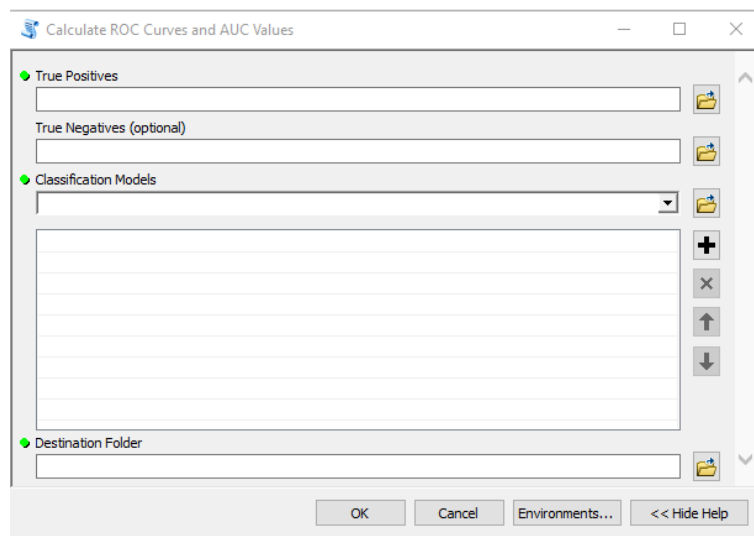 Calculate ROC Curves and AUC Values
True Positives
True Negatives (optional)
Classification Models
Destination Folder
OK Cancel Environments... << Hide Help